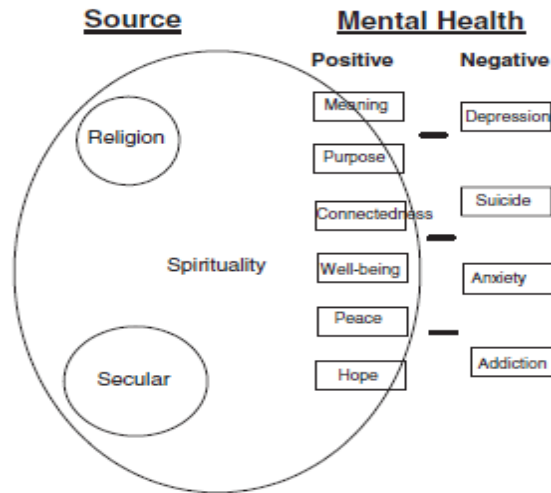 Source
Mental Health
Positive
Negative
Meaning
Depression
Religion
Purpose
Suicide
Connectedness
Spirituality
Well-being
Anxiety
Peace
Secular
Hope
Addiction